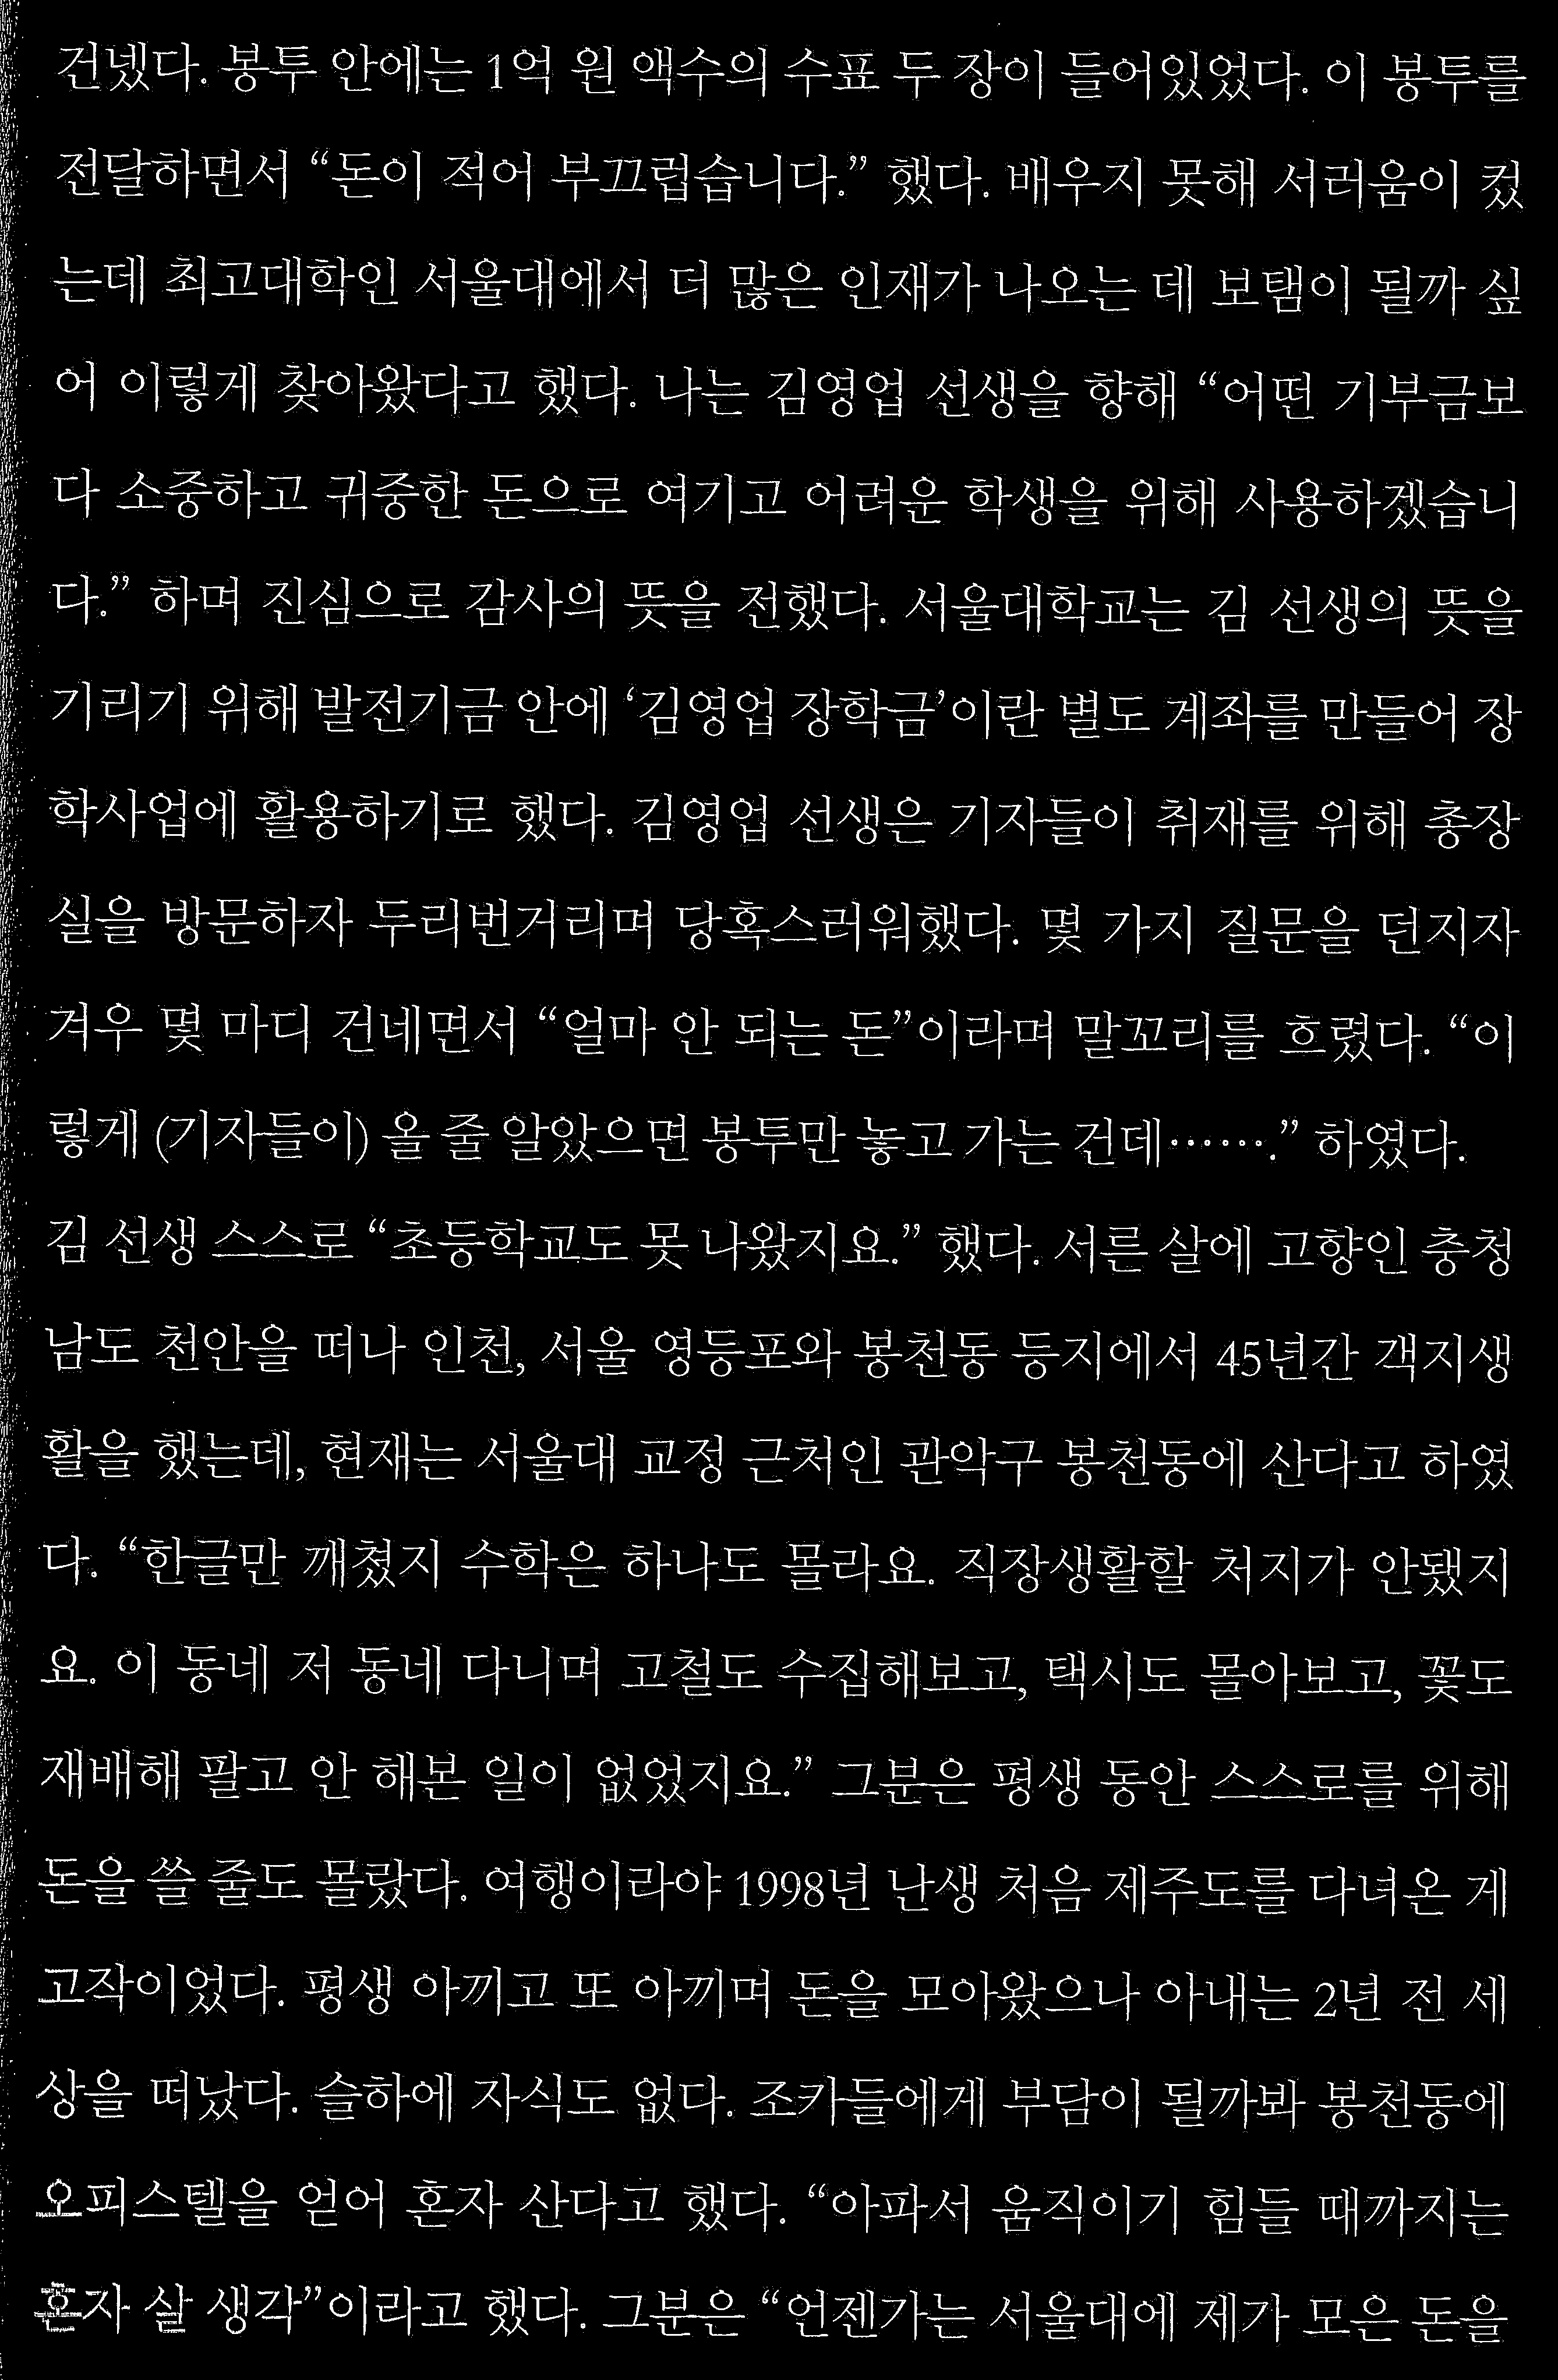 건넸다. 봉투 안에는 1억 원 액수의 수표 두 장이 들어있었다. 이 봉투를
전달하면서 “돈이 적어 부끄럽습니다.” 했다. 배우지 못해 서러움이 컸
는데 최고대학인 서울대에서 더 많은 인재가 나오는 데 보탬이 될까 싶
어 이렇게 찾아왔다고 했다. 나는 김영업 선생을 향해 “어떤 기부금보
다 소중하고 귀중한 돈으로 여기고 어려운 학생을 위해 사용하겠습니
다.” 하며 진심으로 감사의 뜻을 전했다. 서울대학교는 김 선생의 뜻을
기리기 위해 발전기금 안에 ‘김영업 장학금’이란 별도 계좌를 만들어 장
학사업에 활용하기로 했다. 김영업 선생은 기자들이 취재를 위해 총장
실을 방문하자 두리번거리며 당혹스러워했다. 몇 가지 질문을 던지자
겨우 몇 마디 건네면서 “얼마 안 되는 돈”이라며 말꼬리를 흐렸다. “이
렇게 (기자들이) 올 줄 알았으면 봉투만 놓고 가는 건데…….” 하였다.
김 선생 스스로 “초등학교도 못 나왔지요.” 했다. 서른 살에 고향인 충청
남도 천안을 떠나 인천, 서울 영등포와 봉천동 등지에서 45년간 객지생
활을 했는데, 현재는 서울대 교정 근처인 관악구 봉천동에 산다고 하였
다. “한글만 깨쳤지 수학은 하나도 몰라요. 직장생활할 처지가 안됐지
요. 이 동네 저 동네 다니며 고철도 수집해보고, 택시도 몰아보고, 꽃도
재배해 팔고 안 해본 일이 없었지요.” 그분은 평생 동안 스스로를 위해
돈을 쓸 줄도 몰랐다. 여행이라야 1998년 난생 처음 제주도를 다녀온 게
고작이었다. 평생 아끼고 또 아끼며 돈을 모아왔으나 아내는 2년 전 세
상을 떠났다. 슬하에 자식도 없다. 조카들에게 부담이 될까봐 봉천동에
오피스텔을 얻어 혼자 산다고 했다. “아파서 움직이기 힘들 때까지는
혼자 살 생각”이라고 했다. 그분은 “언젠가는 서울대에 제가 모은 돈을